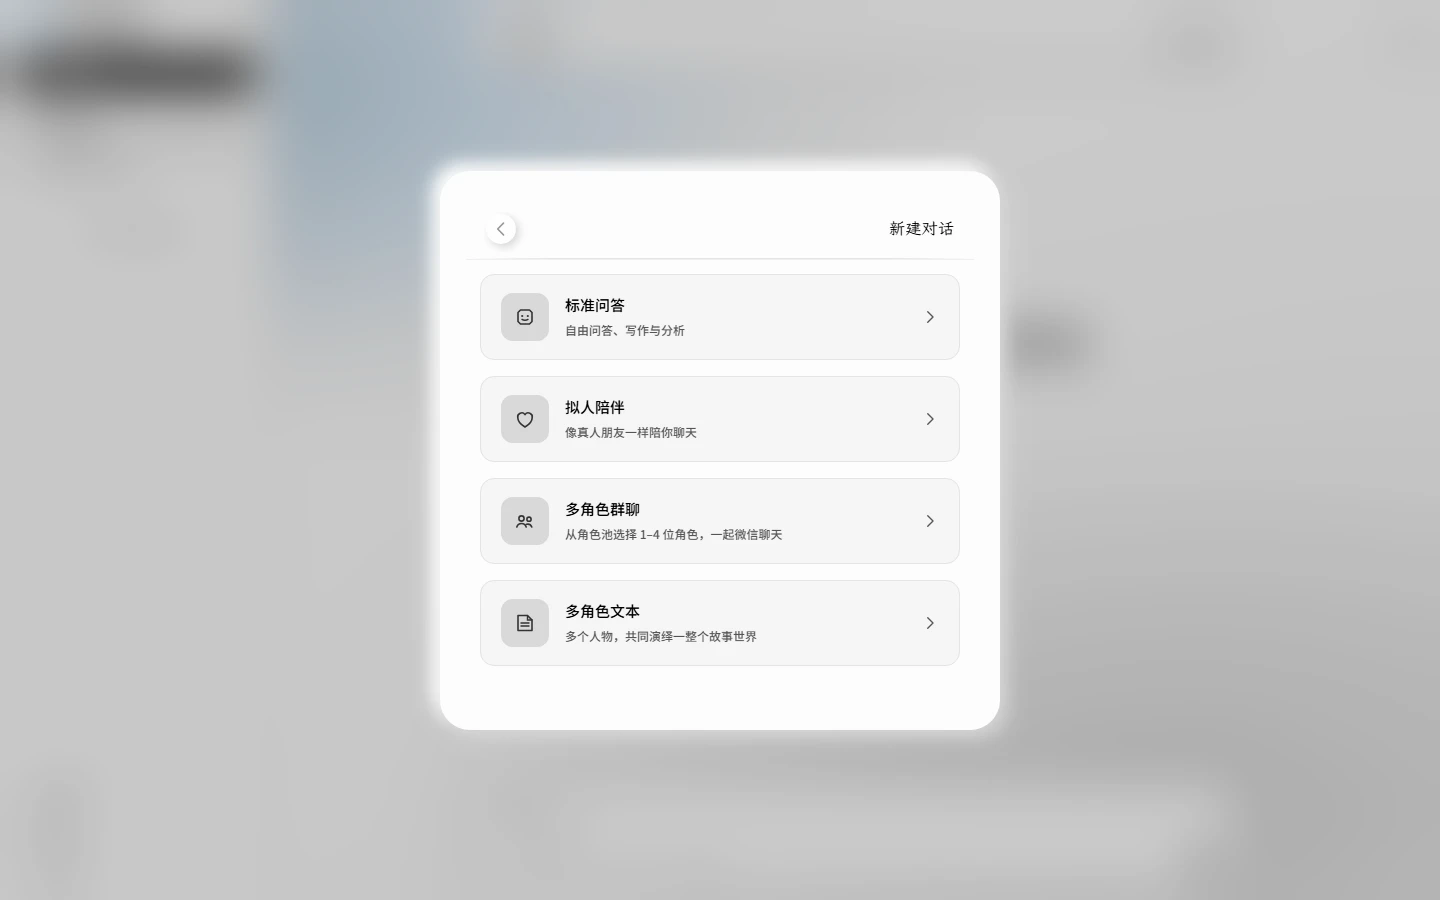 新建对话
标准问答
自由问答、写作与分析
拟人陪伴
像真人朋友一样陪你聊天
多角色群聊
从角色池选择 1–4 位角色，一起微信聊天
多角色文本
多个人物，共同演绎一整个故事世界